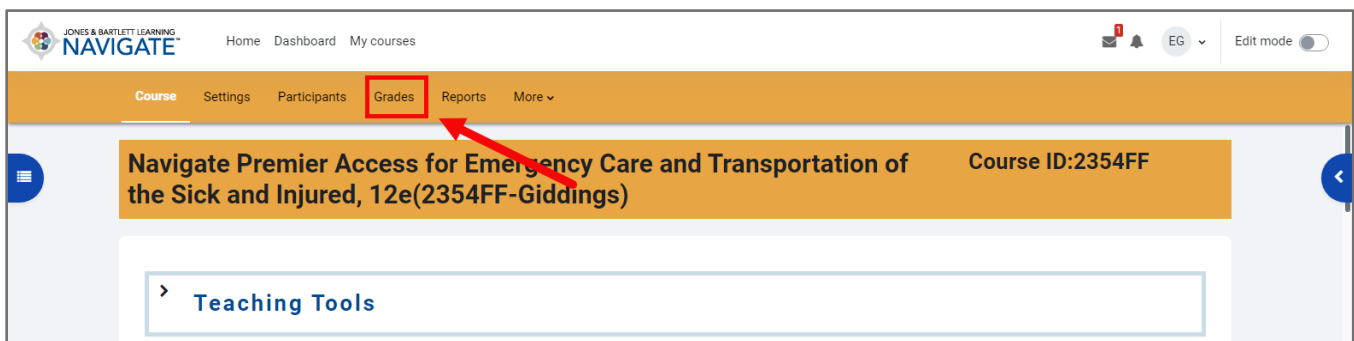 JONES & BARTLETT LEARNING
NAVIGATE™
Home Dashboard My courses
1
EG
Edit mode
Course Settings Participants Grades Reports More
Navigate Premier Access for Emergency Care and Transportation of
the Sick and Injured, 12e(2354FF-Giddings)
Course ID:2354FF
Teaching Tools